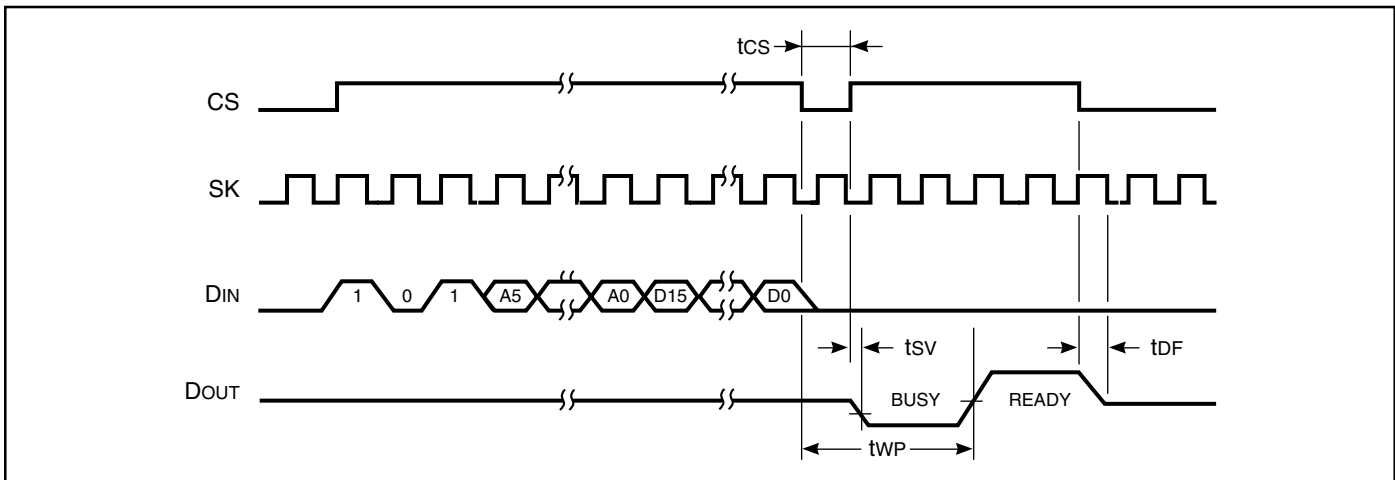 tCS
CS
SK
DIN 1 0 1 A5 A0 D15 D0
tSV tDF
DOUT BUSY READY
tWP